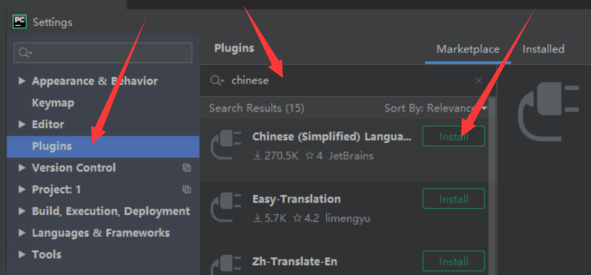 PC Settings
Appearance & Behavior
Keymap
Editor
Plugins
Version Control
Project: 1
Build, Execution, Deployment
Languages & Frameworks
Tools
Plugins
Marketplace
Installed
chinese
Search Results (15)
Sort By: Relevance
Chinese (Simplified) Langua...
Install
270.5K 4 JetBrains
Easy-Translation
Install
5.7K 4.2 limengyu
Zh-Translate-En
Install